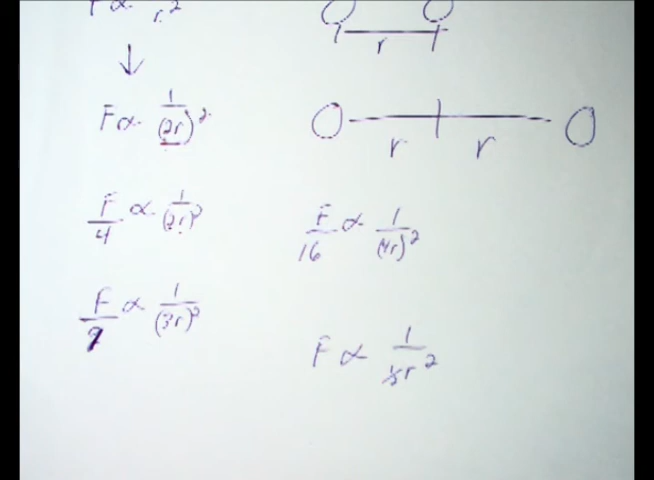 F ∝ 1/r²
r
F ∝ 1/(2r)²
r r
F/4 ∝ 1/(2r)²
F/16 ∝ 1/(4r)²
F/9 ∝ 1/(3r)²
F ∝ 1/r²